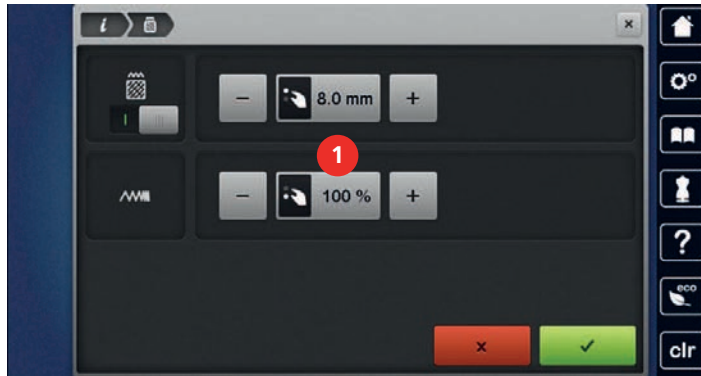 i
×
− 8.0 mm +
1
− 100 % +
?
eco
clr